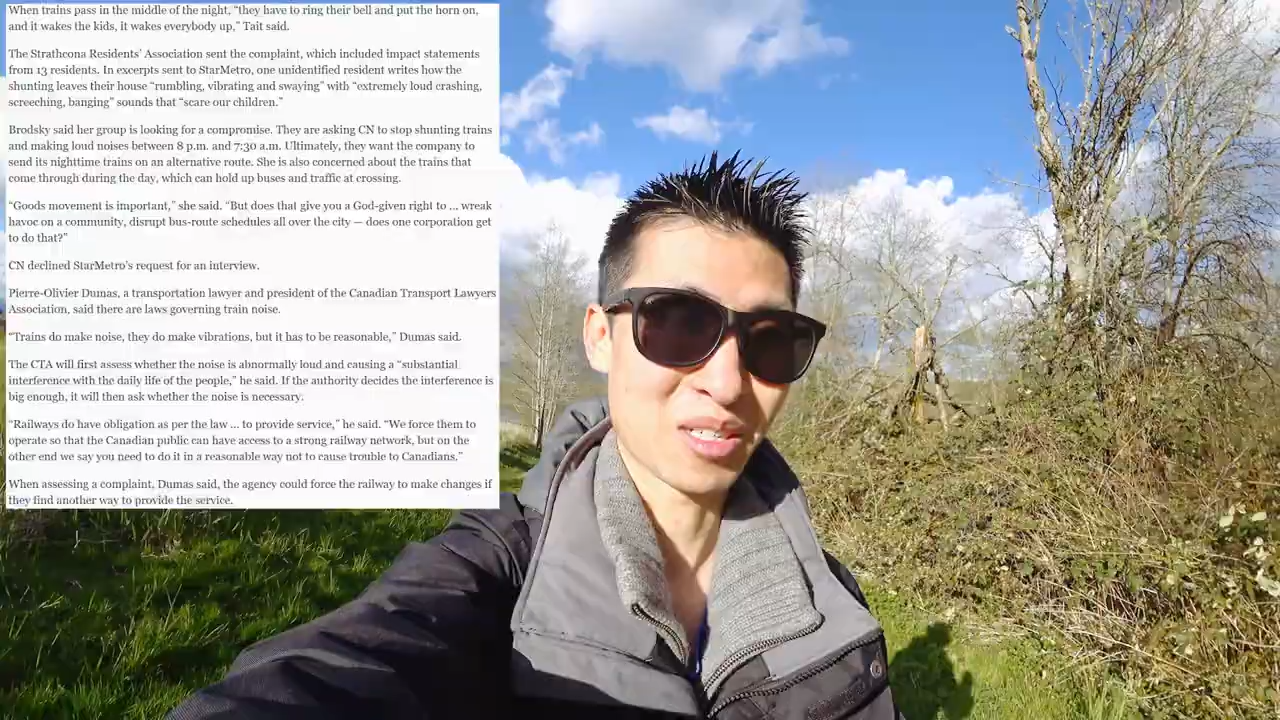 When trains pass in the middle of the night, “they have to ring their bell and put the horn on,
and it wakes the kids, it wakes everybody up,” Tait said.
The Strathcona Residents’ Association sent the complaint, which included impact statements
from 13 residents. In excerpts sent to StarMetro, one unidentified resident writes how the
shunting leaves their house “rumbling, vibrating and swaying” with “extremely loud crashing,
screeching, banging” sounds that “scare our children.”
Brodsky said her group is looking for a compromise. They are asking CN to stop shunting trains
and making loud noises between 8 p.m. and 7:30 a.m. Ultimately, they want the company to
send its nighttime trains on an alternative route. She is also concerned about the trains that
come through during the day, which can hold up buses and traffic at crossing.
“Goods movement is important,” she said. “But does that give you a God-given right to ... wreak
havoc on a community, disrupt bus-route schedules all over the city — does one corporation get
to do that?”
CN declined StarMetro’s request for an interview.
Pierre-Olivier Dumas, a transportation lawyer and president of the Canadian Transport Lawyers
Association, said there are laws governing train noise.
“Trains do make noise, they do make vibrations, but it has to be reasonable,” Dumas said.
The CTA will first assess whether the noise is abnormally loud and causing a “substantial
interference with the daily life of the people,” he said. If the authority decides the interference is
big enough, it will then ask whether the noise is necessary.
“Railways do have obligation as per the law ... to provide service,” he said. “We force them to
operate so that the Canadian public can have access to a strong railway network, but on the
other end we say you need to do it in a reasonable way not to cause trouble to Canadians.”
When assessing a complaint, Dumas said, the agency could force the railway to make changes if
they find another way to provide the service.